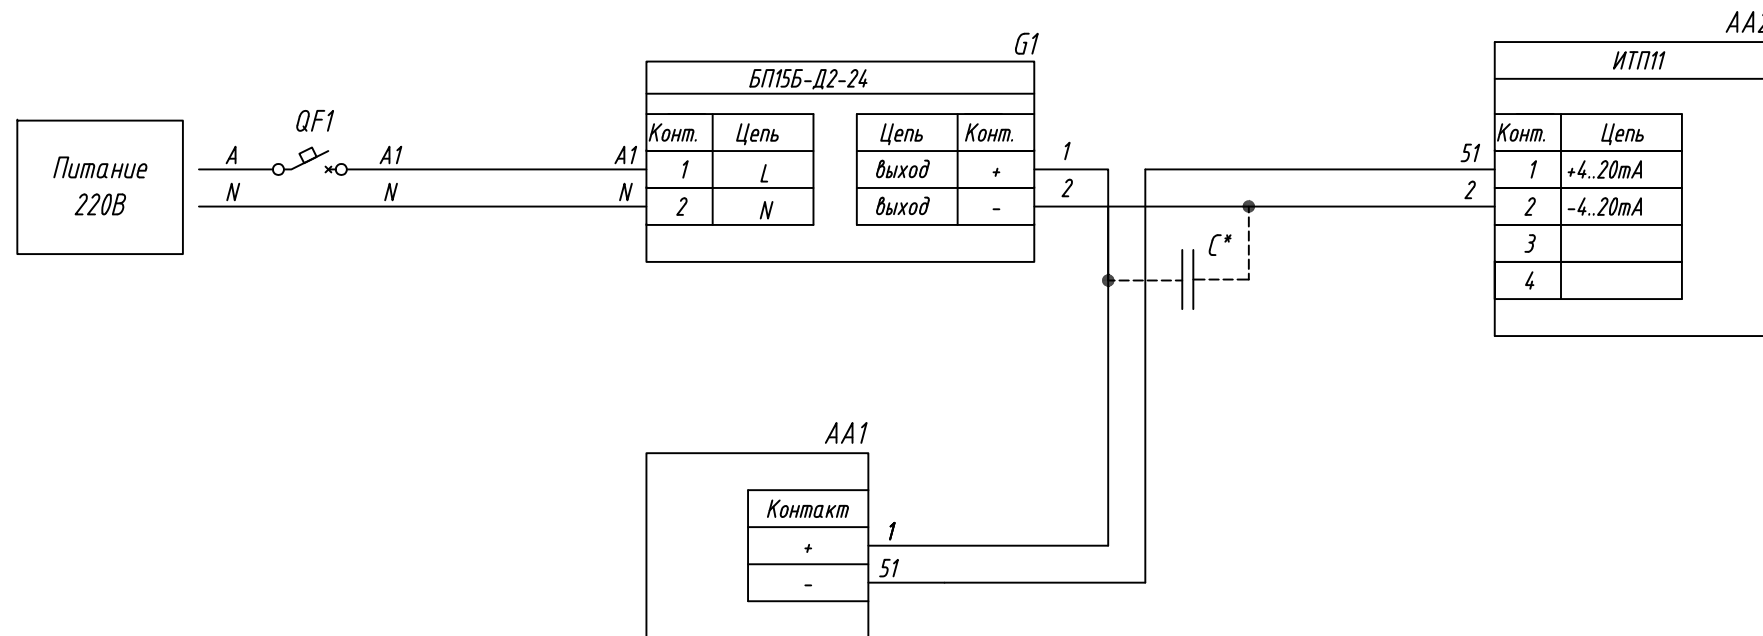 Питание
220В
QF1
A
A1
A1
N
N
N
G1
БП15Б-Д2-24
Конт. Цепь
1 L
2 N
Цепь Конт.
выход +
выход -
1
2
C*
51
2
AA2
ИТП11
Конт. Цепь
1 +4..20mA
2 -4..20mA
3
4
AA1
Контакт
+
-
1
51